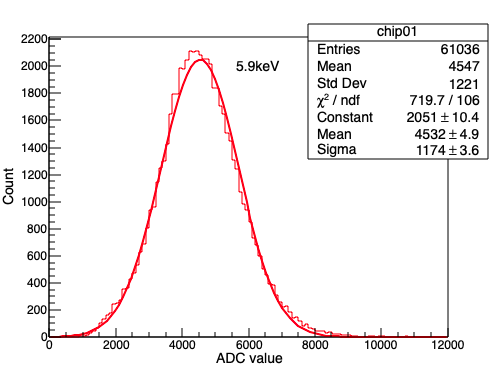 chip01
Entries 61036
Mean 4547
Std Dev 1221
χ² / ndf 719.7 / 106
Constant 2051 ± 10.4
Mean 4532 ± 4.9
Sigma 1174 ± 3.6
5.9keV
2200
2000
1800
1600
1400
1200
1000
800
600
400
200
0
Count
0 2000 4000 6000 8000 10000 12000
ADC value